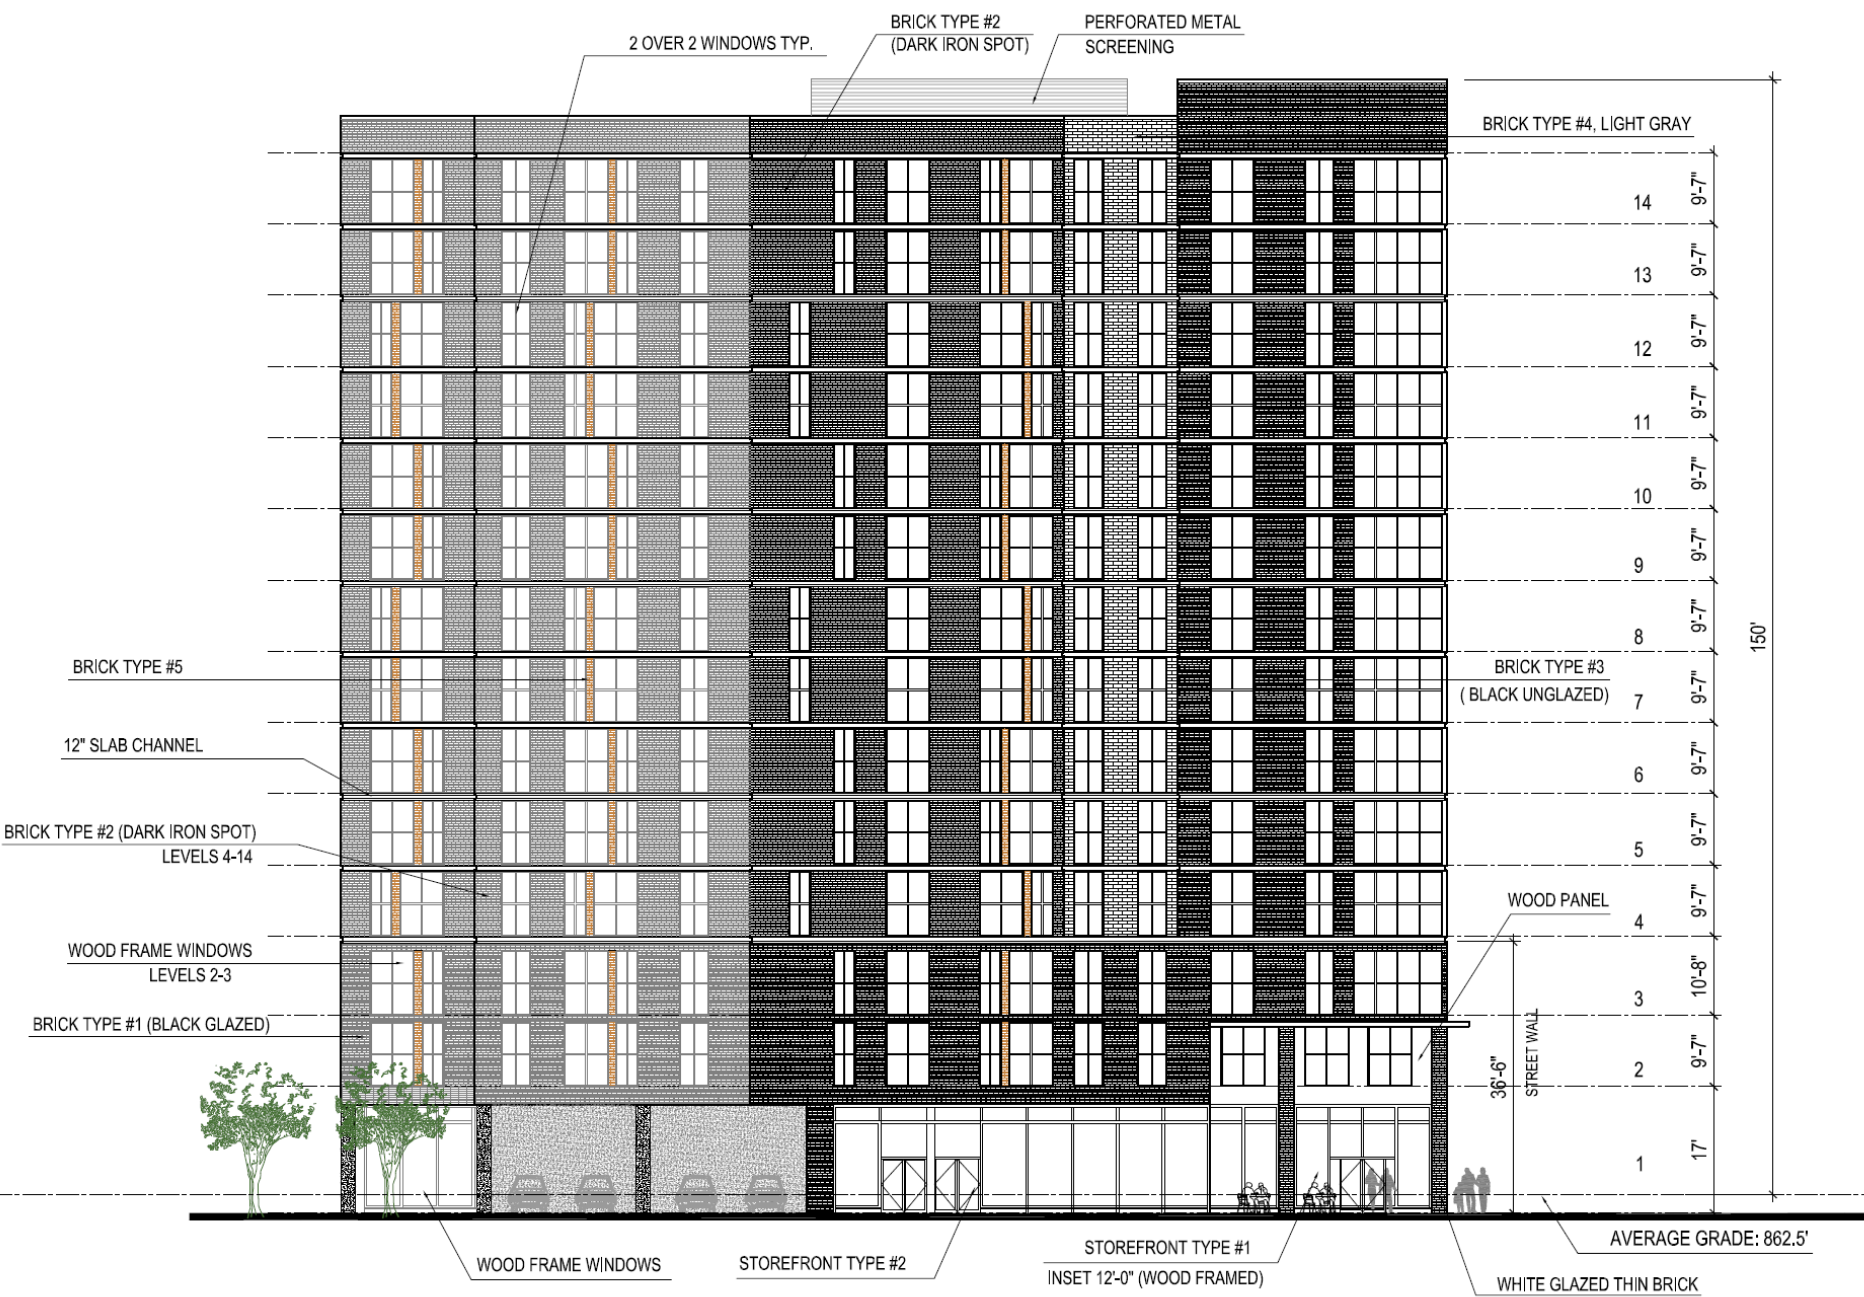 BRICK TYPE #2
(DARK IRON SPOT)
PERFORATED METAL
SCREENING
2 OVER 2 WINDOWS TYP.
BRICK TYPE #4, LIGHT GRAY
14
9'-7"
13
9'-7"
12
9'-7"
11
9'-7"
10
9'-7"
9
9'-7"
8
9'-7"
150'
BRICK TYPE #5
BRICK TYPE #3
( BLACK UNGLAZED)
7
9'-7"
12" SLAB CHANNEL
6
9'-7"
BRICK TYPE #2 (DARK IRON SPOT)
LEVELS 4-14
5
9'-7"
WOOD PANEL
4
9'-7"
WOOD FRAME WINDOWS
LEVELS 2-3
3
10'-8"
BRICK TYPE #1 (BLACK GLAZED)
36'-6"
STREET WALL
2
9'-7"
1
17'
AVERAGE GRADE: 862.5'
WOOD FRAME WINDOWS
STOREFRONT TYPE #2
STOREFRONT TYPE #1
INSET 12'-0" (WOOD FRAMED)
WHITE GLAZED THIN BRICK